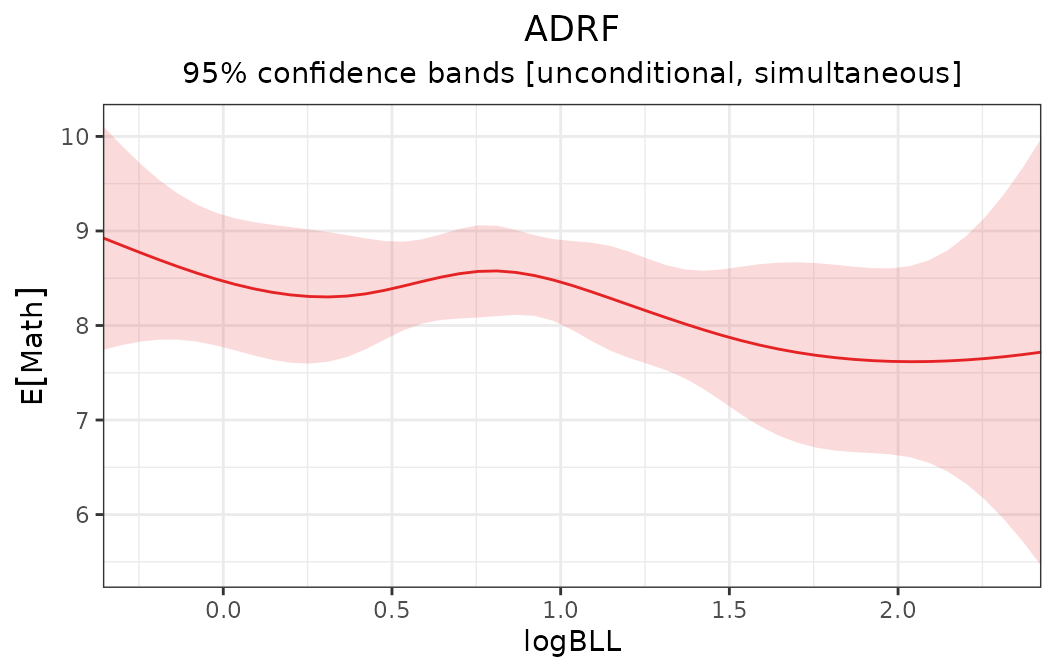 ADRF
95% confidence bands [unconditional, simultaneous]
E[Math]
10
9
8
7
6
0.0 0.5 1.0 1.5 2.0
logBLL